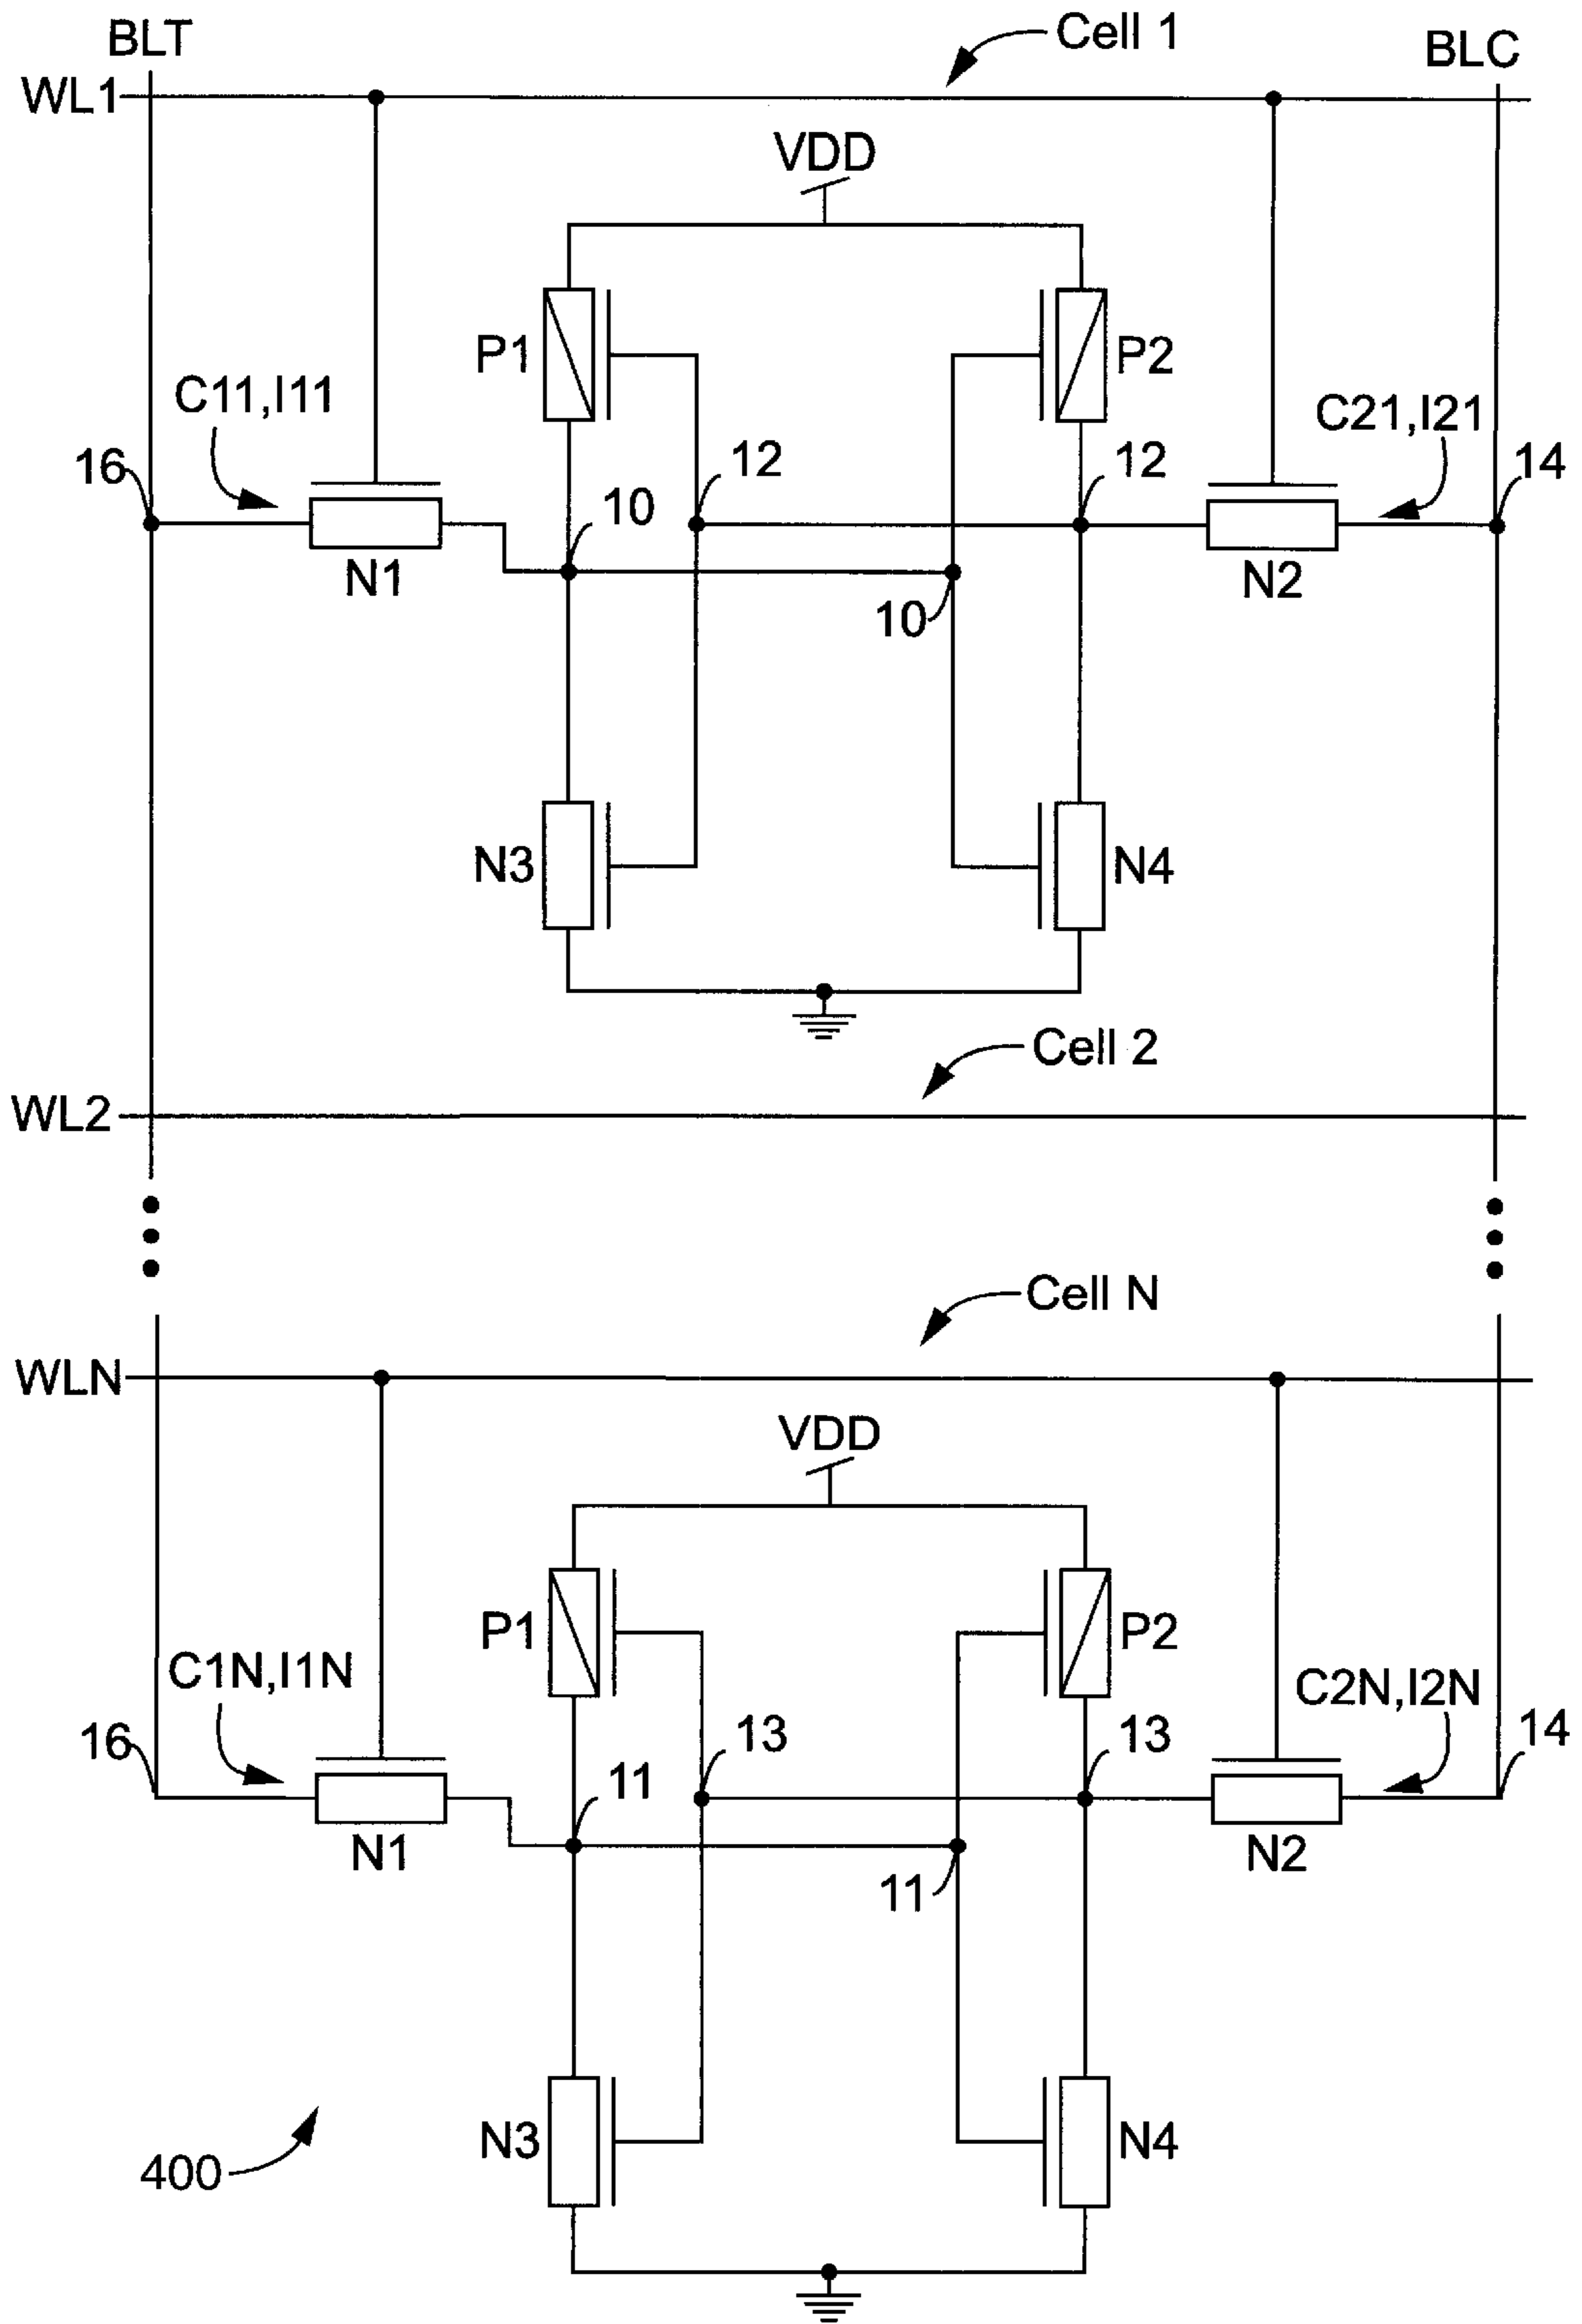 BLT
Cell 1
BLC
WL1
VDD
P1
P2
C11,I11
C21,I21
16
12
12
14
10
N1
N2
10
N3
N4
Cell 2
WL2
Cell N
WLN
VDD
P1
P2
C1N,I1N
C2N,I2N
16
13
13
14
11
N1
N2
11
N3
N4
400